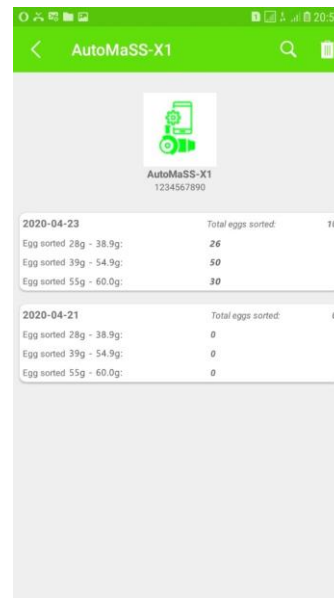 20:5
AutoMaSS-X1
AutoMaSS-X1
1234567890
2020-04-23 Total eggs sorted:
Egg sorted 28g - 38.9g: 26
Egg sorted 39g - 54.9g: 50
Egg sorted 55g - 60.0g: 30
2020-04-21 Total eggs sorted:
Egg sorted 28g - 38.9g: 0
Egg sorted 39g - 54.9g: 0
Egg sorted 55g - 60.0g: 0